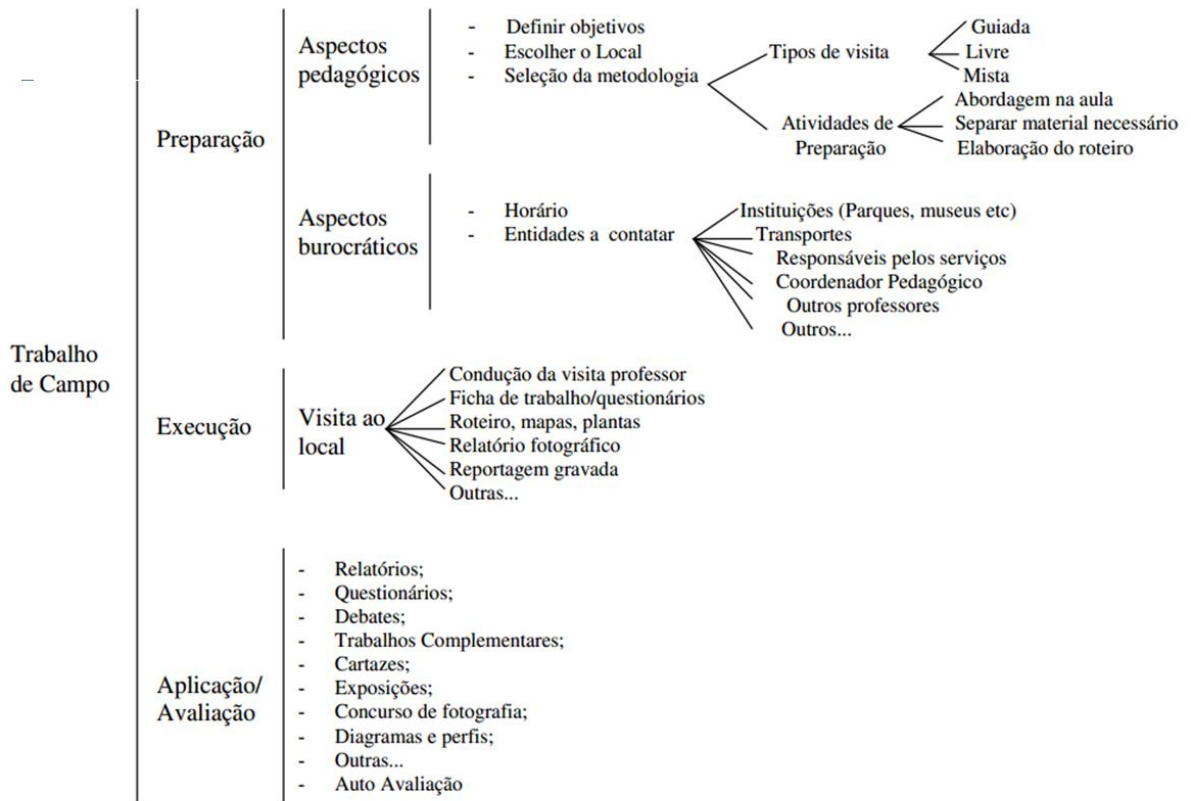 Trabalho
de Campo
Preparação
Aspectos
pedagógicos
- Definir objetivos
- Escolher o Local
- Seleção da metodologia
Tipos de visita
Guiada
Livre
Mista
Atividades de
Preparação
Abordagem na aula
Separar material necessário
Elaboração do roteiro
Aspectos
burocráticos
- Horário
- Entidades a contatar
Instituições (Parques, museus etc)
Transportes
Responsáveis pelos serviços
Coordenador Pedagógico
Outros professores
Outros...
Execução
Visita ao
local
Condução da visita professor
Ficha de trabalho/questionários
Roteiro, mapas, plantas
Relatório fotográfico
Reportagem gravada
Outras...
Aplicação/
Avaliação
- Relatórios;
- Questionários;
- Debates;
- Trabalhos Complementares;
- Cartazes;
- Exposições;
- Concurso de fotografia;
- Diagramas e perfis;
- Outras...
- Auto Avaliação